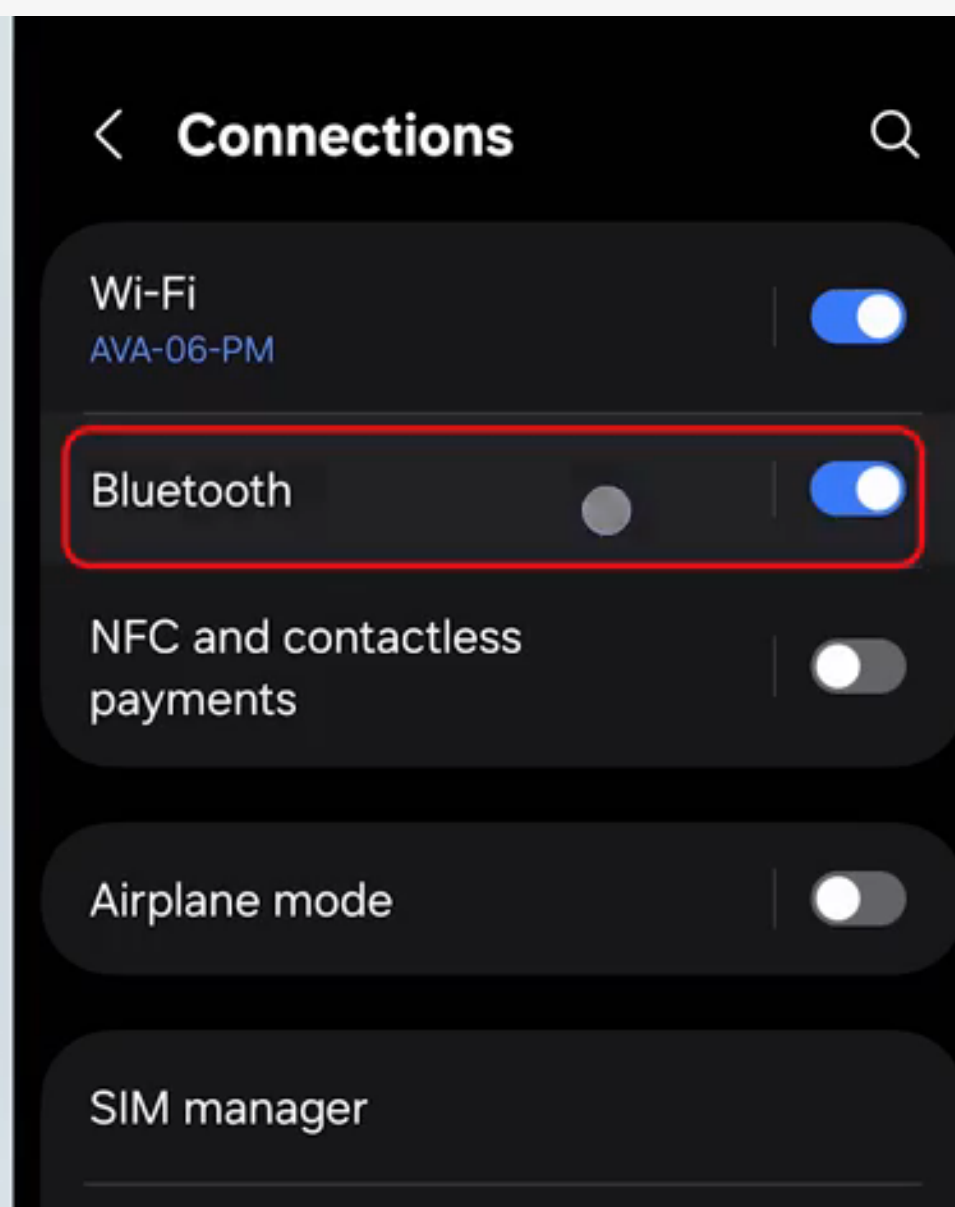 Connections
Wi-Fi
AVA-06-PM
Bluetooth
NFC and contactless
payments
Airplane mode
SIM manager